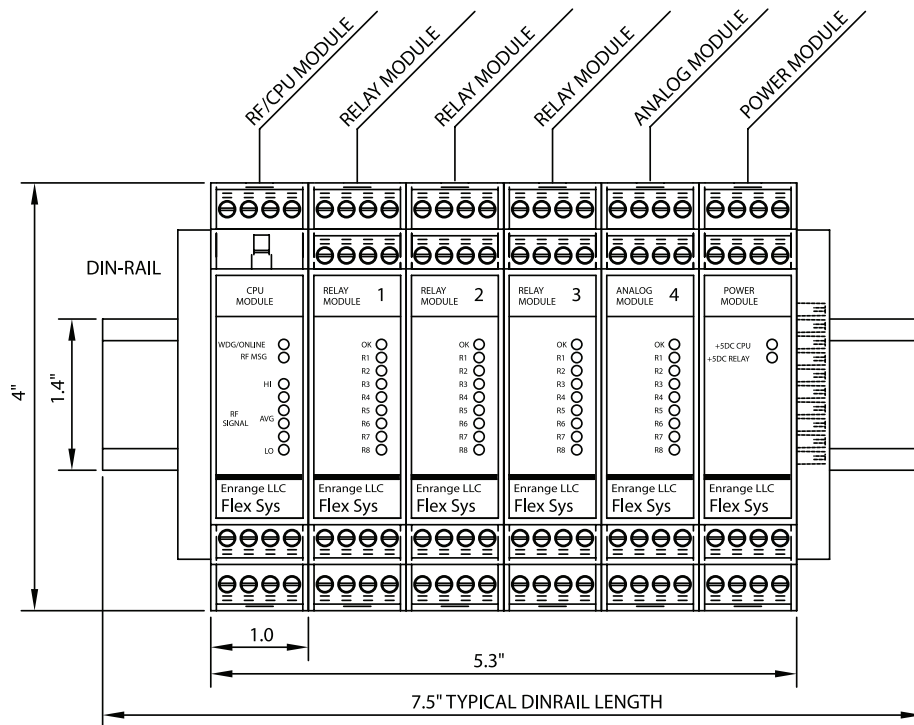 RF/CPU MODULE
RELAY MODULE
RELAY MODULE
RELAY MODULE
ANALOG MODULE
POWER MODULE
DIN-RAIL
4"
1.4"
CPU
MODULE
WDG/ONLINE
RF MSG
HI
RF
SIGNAL
AVG
LO
Enrange LLC
Flex Sys
RELAY
MODULE 1
OK
R1
R2
R3
R4
R5
R6
R7
R8
Enrange LLC
Flex Sys
RELAY
MODULE 2
OK
R1
R2
R3
R4
R5
R6
R7
R8
Enrange LLC
Flex Sys
RELAY
MODULE 3
OK
R1
R2
R3
R4
R5
R6
R7
R8
Enrange LLC
Flex Sys
ANALOG
MODULE 4
OK
R1
R2
R3
R4
R5
R6
R7
R8
Enrange LLC
Flex Sys
POWER
MODULE
+5DC CPU
+5DC RELAY
Enrange LLC
Flex Sys
1.0
5.3"
7.5" TYPICAL DINRAIL LENGTH